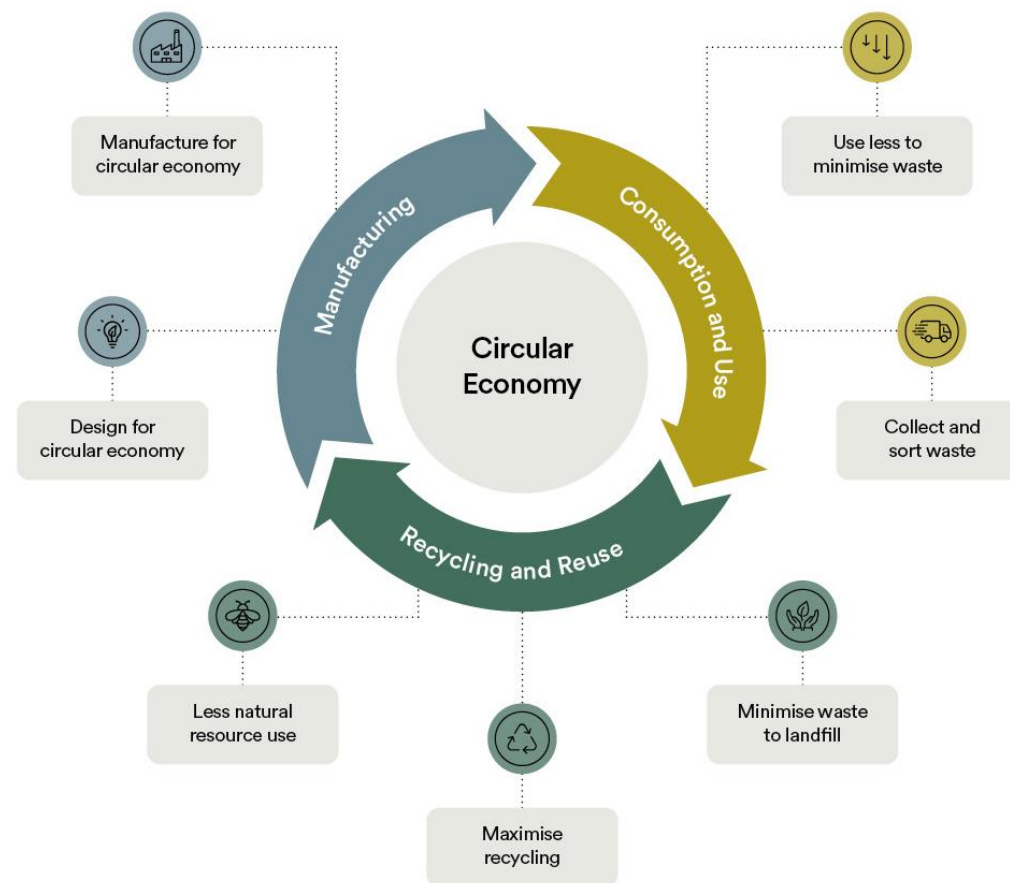 Manufacture for
circular economy
Use less to
minimise waste
Manufacturing
Consumption and Use
Circular
Economy
Design for
circular economy
Collect and
sort waste
Recycling and Reuse
Less natural
resource use
Minimise waste
to landfill
Maximise
recycling